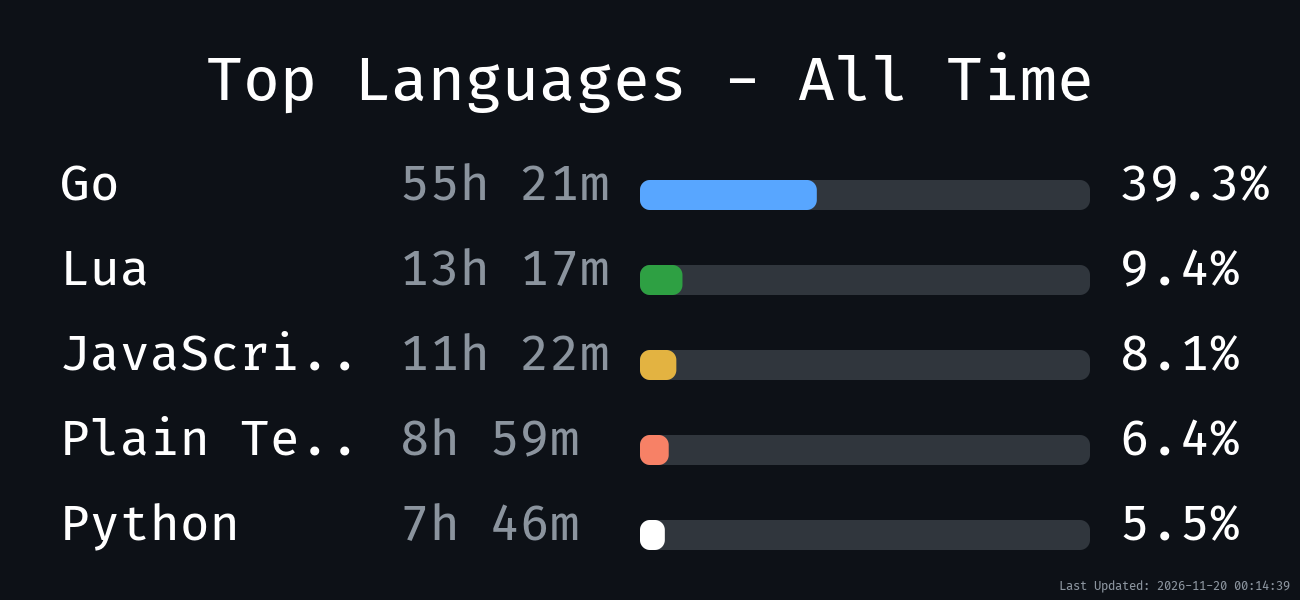 Top Languages - All Time
Go 55h 21m 39.3%
Lua 13h 17m 9.4%
JavaScri.. 11h 22m 8.1%
Plain Te.. 8h 59m 6.4%
Python 7h 46m 5.5%
Last Updated: 2026-11-20 00:14:39